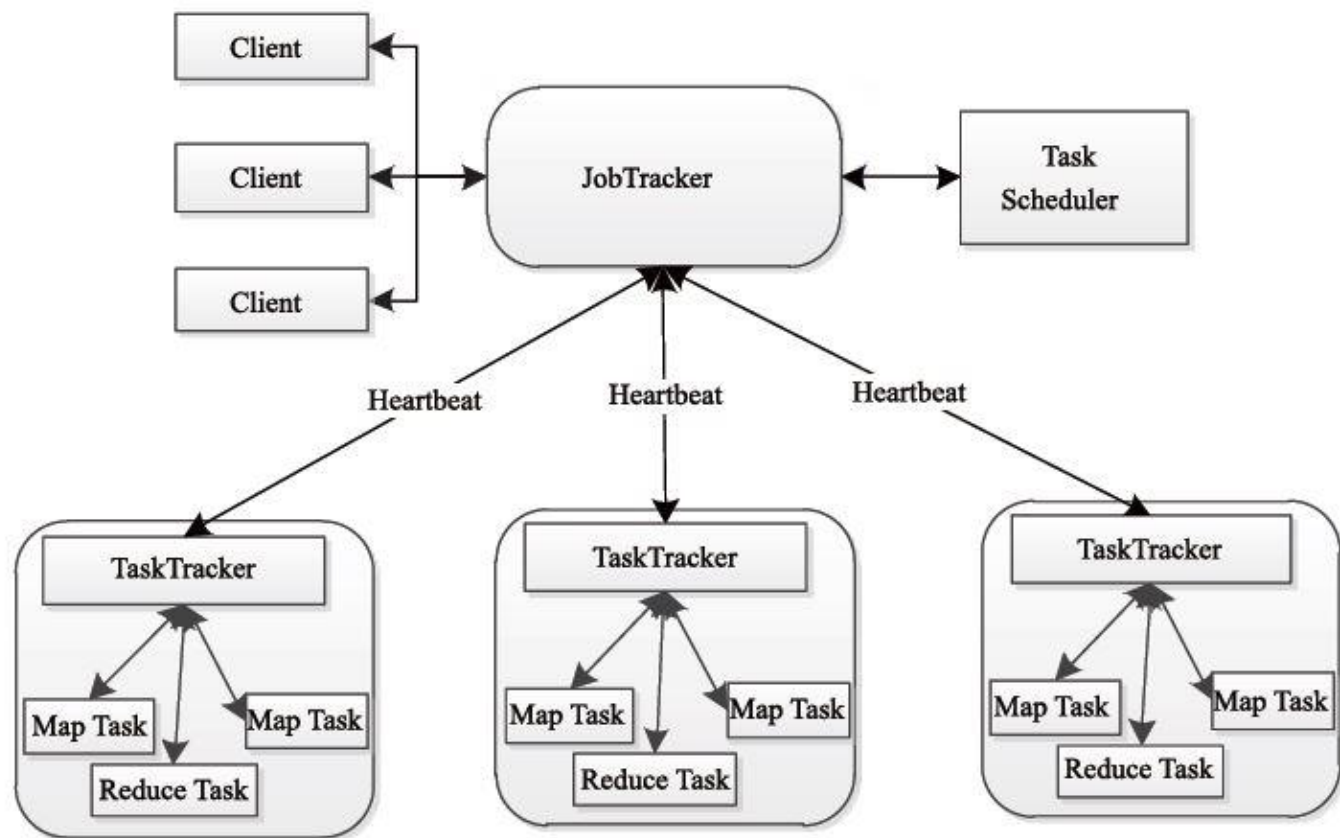 Client
Client
Client
JobTracker
Task
Scheduler
Heartbeat
Heartbeat
Heartbeat
TaskTracker
Map Task
Map Task
Reduce Task
TaskTracker
Map Task
Map Task
Reduce Task
TaskTracker
Map Task
Map Task
Reduce Task